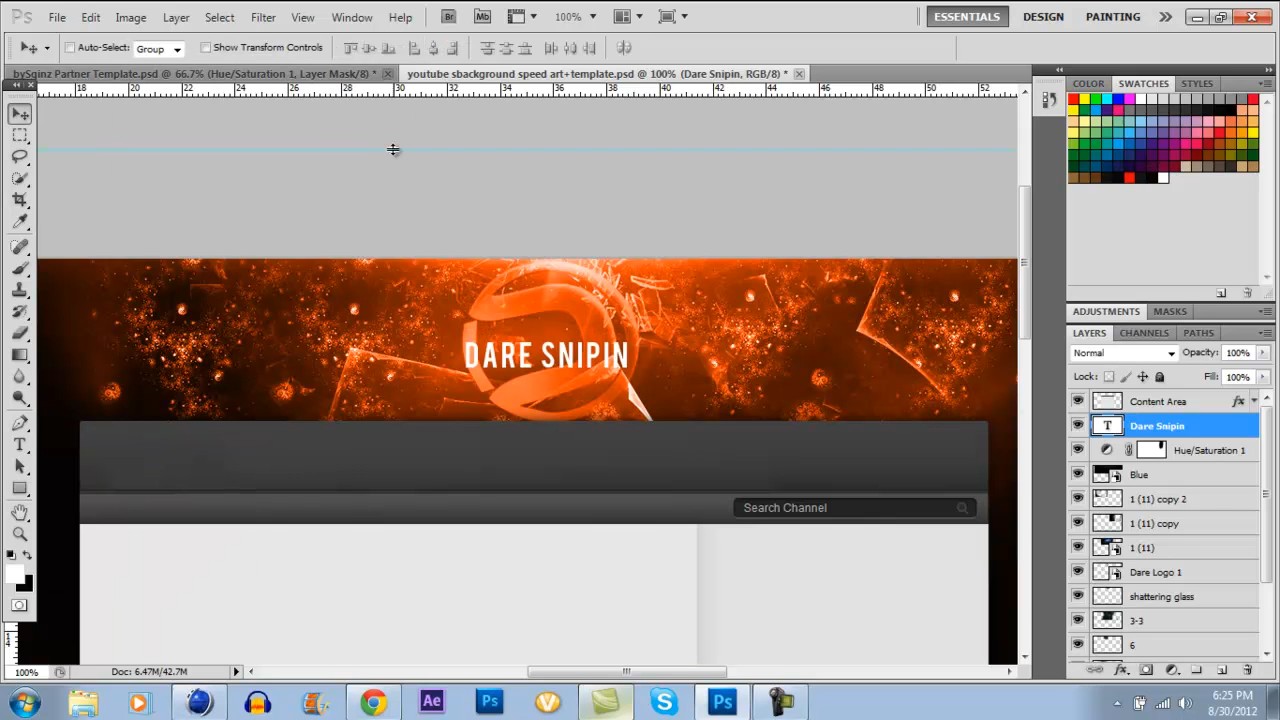 Ps File Edit Image Layer Select Filter View Window Help Br Mb 100% ESSENTIALS DESIGN PAINTING
Auto-Select: Group Show Transform Controls
bySginz Partner Template.psd @ 66.7% (Hue/Saturation 1, Layer Mask/8) * youtube sbackground speed art+template.psd @ 100% (Dare Snipin, RGB/8) *
COLOR SWATCHES STYLES
18 20 22 24 26 28 30 32 34 36 38 40 42 44 46 48 50 52
ADJUSTMENTS MASKS
LAYERS CHANNELS PATHS
Normal Opacity: 100%
Lock: Fill: 100%
DARE SNIPIN
Content Area fx
T Dare Snipin
Hue/Saturation 1
Blue
1 (11) copy 2
Search Channel
1 (11) copy
1 (11)
Dare Logo 1
shattering glass
3-3
6
100% Doc: 6.47M/42.7M
Ae Ps Ps
6:25 PM
8/30/2012